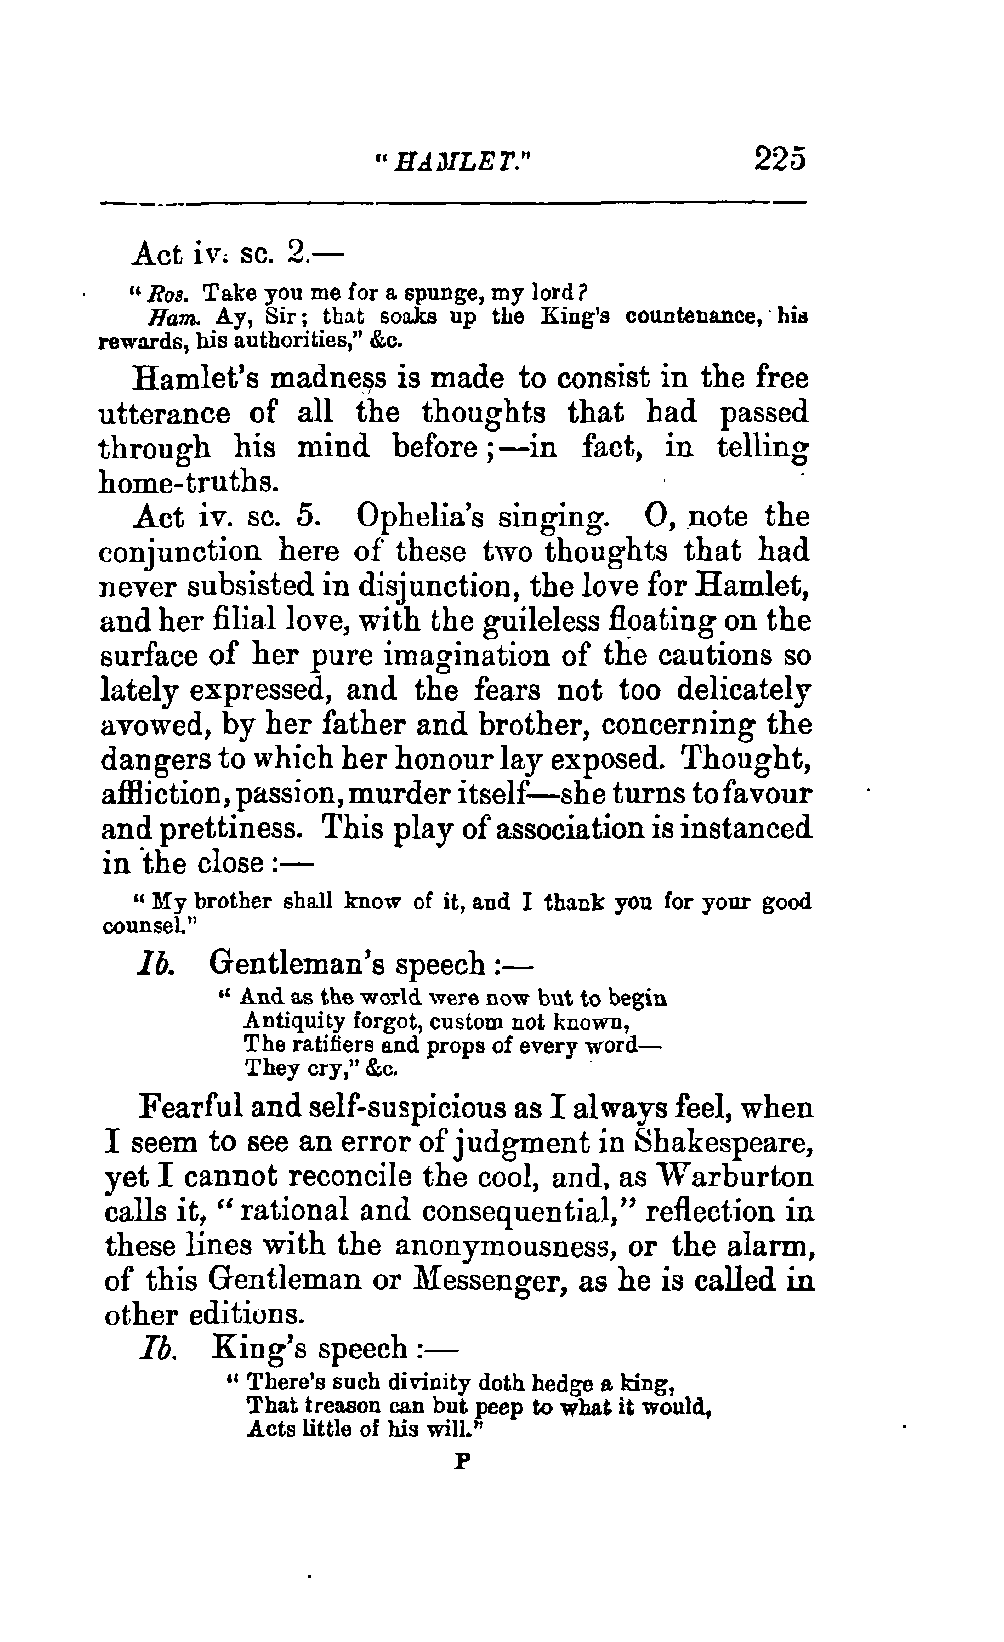 "HAMLET." 225
Act iv. sc. 2.—
"Ros. Take you me for a spunge, my lord?
Ham. Ay, Sir; that soaks up the King's countenance, his
rewards, his authorities," &c.
Hamlet's madness is made to consist in the free
utterance of all the thoughts that had passed
through his mind before;—in fact, in telling
home-truths.
Act iv. sc. 5. Ophelia's singing. O, note the
conjunction here of these two thoughts that had
never subsisted in disjunction, the love for Hamlet,
and her filial love, with the guileless floating on the
surface of her pure imagination of the cautions so
lately expressed, and the fears not too delicately
avowed, by her father and brother, concerning the
dangers to which her honour lay exposed. Thought,
affliction, passion, murder itself—she turns to favour
and prettiness. This play of association is instanced
in the close:—
"My brother shall know of it, and I thank you for your good
counsel."
Ib. Gentleman's speech:—
"And as the world were now but to begin
Antiquity forgot, custom not known,
The ratifiers and props of every word—
They cry," &c.
Fearful and self-suspicious as I always feel, when
I seem to see an error of judgment in Shakespeare,
yet I cannot reconcile the cool, and, as Warburton
calls it, "rational and consequential," reflection in
these lines with the anonymousness, or the alarm,
of this Gentleman or Messenger, as he is called in
other editions.
Ib. King's speech:—
"There's such divinity doth hedge a king,
That treason can but peep to what it would,
Acts little of his will."
P